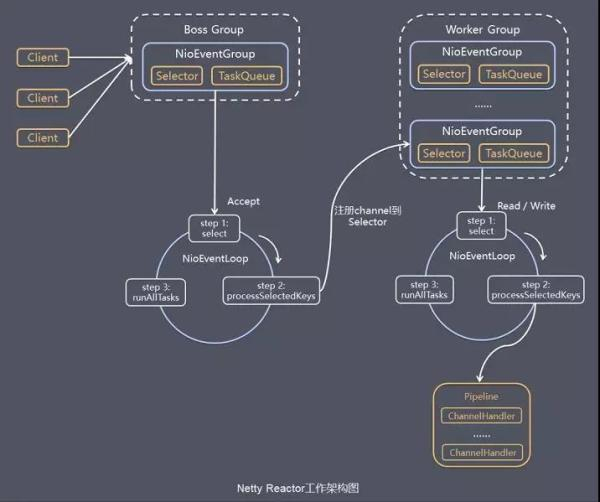 Boss Group
NioEventGroup
Selector
TaskQueue
Client
Client
Client
Worker Group
NioEventGroup
Selector
TaskQueue
......
NioEventGroup
Selector
TaskQueue
Accept
step 1:
select
NioEventLoop
step 2:
processSelectedKeys
step 3:
runAllTasks
注册channel到
Selector
Read / Write
step 1:
select
NioEventLoop
step 2:
processSelectedKeys
step 3:
runAllTasks
Pipeline
ChannelHandler
......
ChannelHandler
Netty Reactor工作架构图